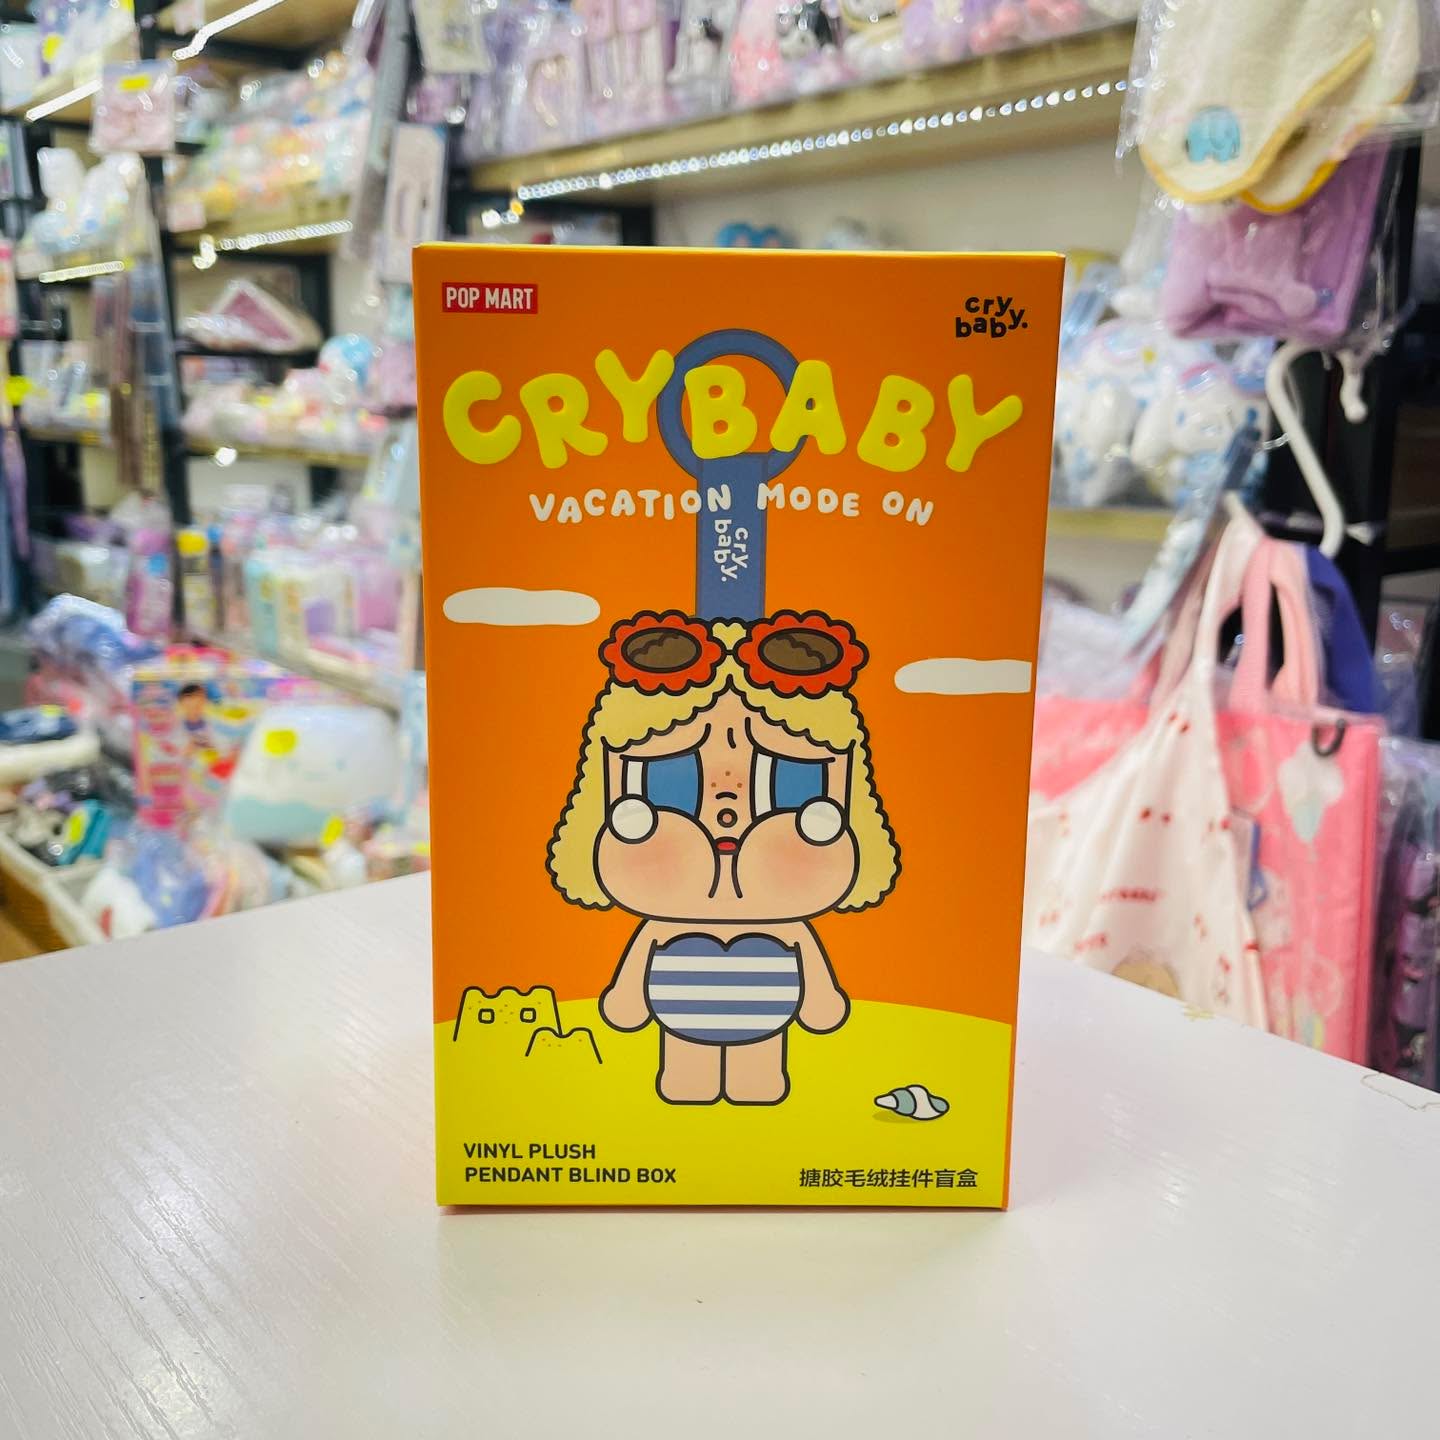 POP MART
cry
baby.
CRYBABY
VACATION MODE ON
cry
baby.
VINYL PLUSH
PENDANT BLIND BOX
搪胶毛绒挂件盲盒